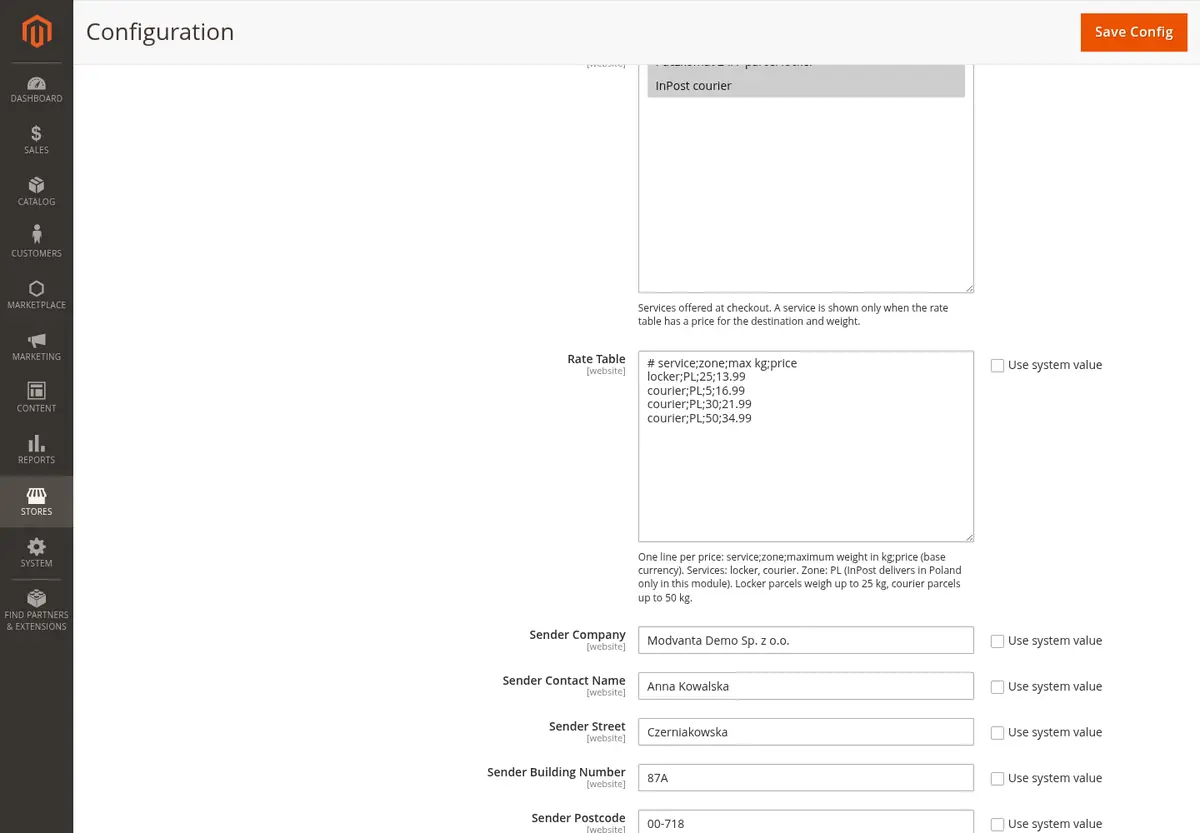 Configuration
Save Config
DASHBOARD
SALES
CATALOG
CUSTOMERS
MARKETPLACE
MARKETING
CONTENT
REPORTS
STORES
SYSTEM
FIND PARTNERS
& EXTENSIONS
[website]
InPost courier
Services offered at checkout. A service is shown only when the rate
table has a price for the destination and weight.
Rate Table
[website]
# service;zone;max kg;price
locker;PL;25;13.99
courier;PL;5;16.99
courier;PL;30;21.99
courier;PL;50;34.99
Use system value
One line per price: service;zone;maximum weight in kg;price (base
currency). Services: locker, courier. Zone: PL (InPost delivers in Poland
only in this module). Locker parcels weigh up to 25 kg, courier parcels
up to 50 kg.
Sender Company
[website]
Modvanta Demo Sp. z o.o.
Use system value
Sender Contact Name
[website]
Anna Kowalska
Use system value
Sender Street
[website]
Czerniakowska
Use system value
Sender Building Number
[website]
87A
Use system value
Sender Postcode
[website]
00-718
Use system value